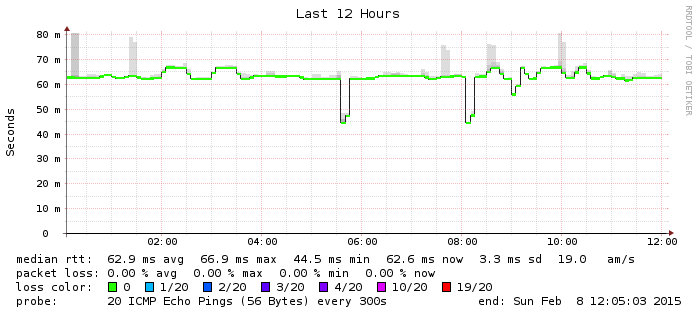 Last 12 Hours
RRDTOOL / TOBI OETIKER
Seconds
80 m
70 m
60 m
50 m
40 m
30 m
20 m
10 m
0
02:00 04:00 06:00 08:00 10:00 12:00
median rtt: 62.9 ms avg 66.9 ms max 44.5 ms min 62.6 ms now 3.3 ms sd 19.0 am/s
packet loss: 0.00 % avg 0.00 % max 0.00 % min 0.00 % now
loss color: 0 1/20 2/20 3/20 4/20 10/20 19/20
probe: 20 ICMP Echo Pings (56 Bytes) every 300s end: Sun Feb 8 12:05:03 2015